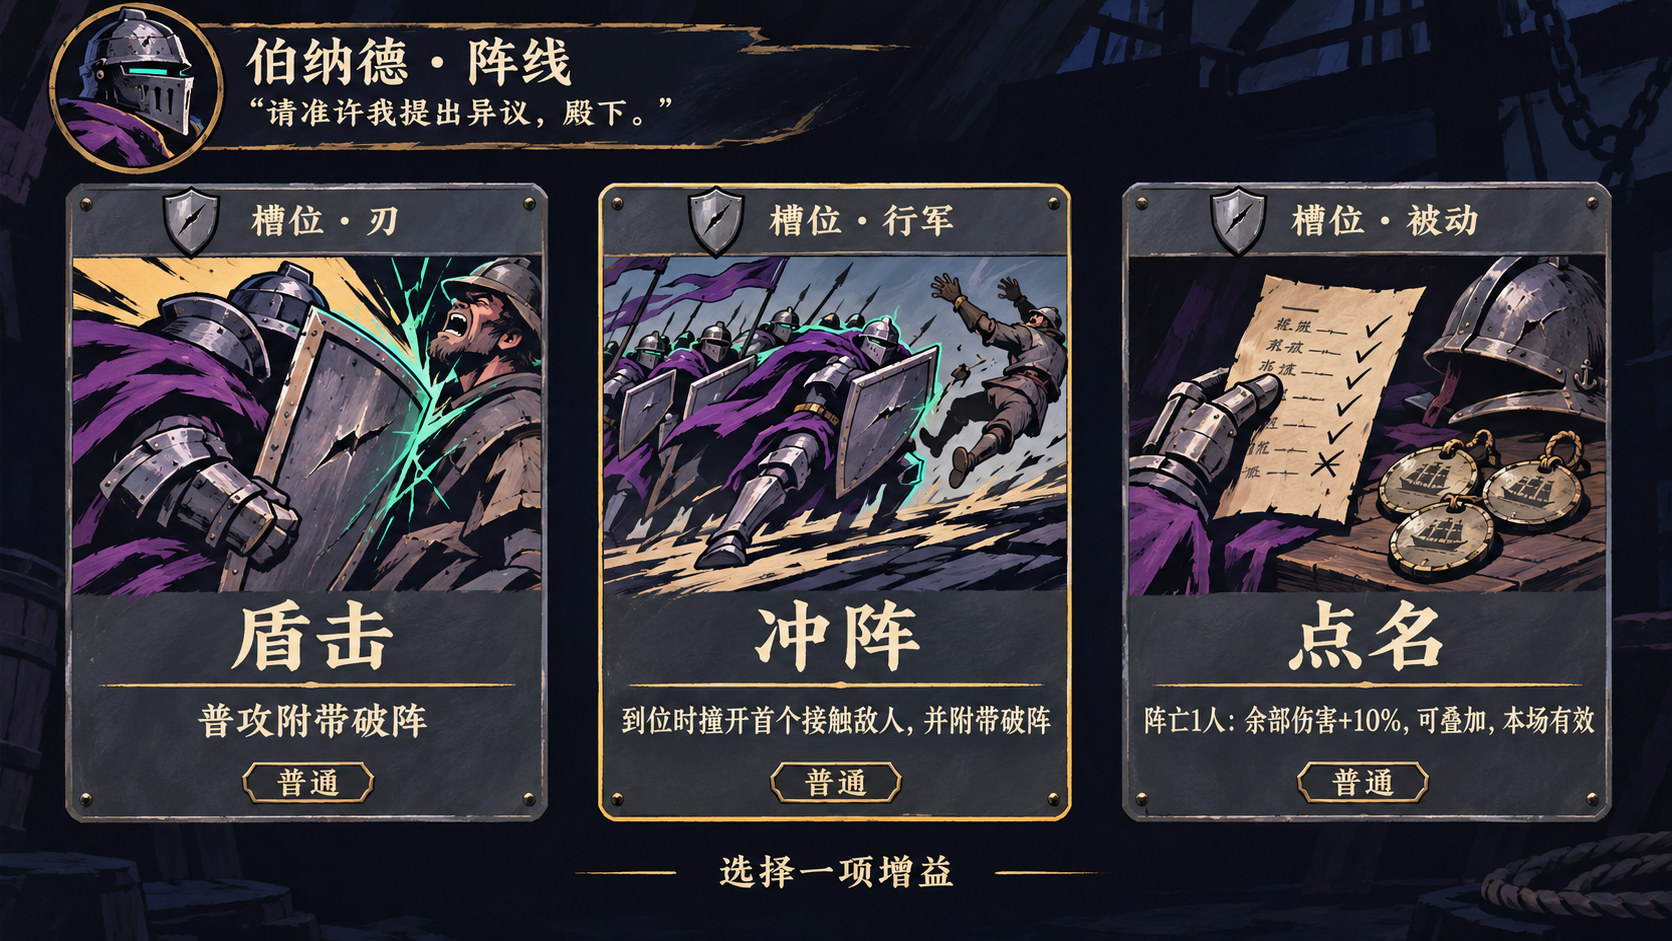 伯纳德·阵线
“请准许我提出异议，殿下。”
槽位·刃
盾击
普攻附带破阵
普通
槽位·行军
冲阵
到位时撞开首个接触敌人，并附带破阵
普通
槽位·被动
点名
阵亡1人：余部伤害+10%，可叠加，本场有效
普通
选择一项增益